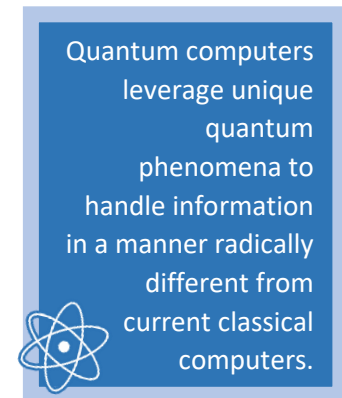 Quantum computers
leverage unique
quantum
phenomena to
handle information
in a manner radically
different from
current classical
computers.